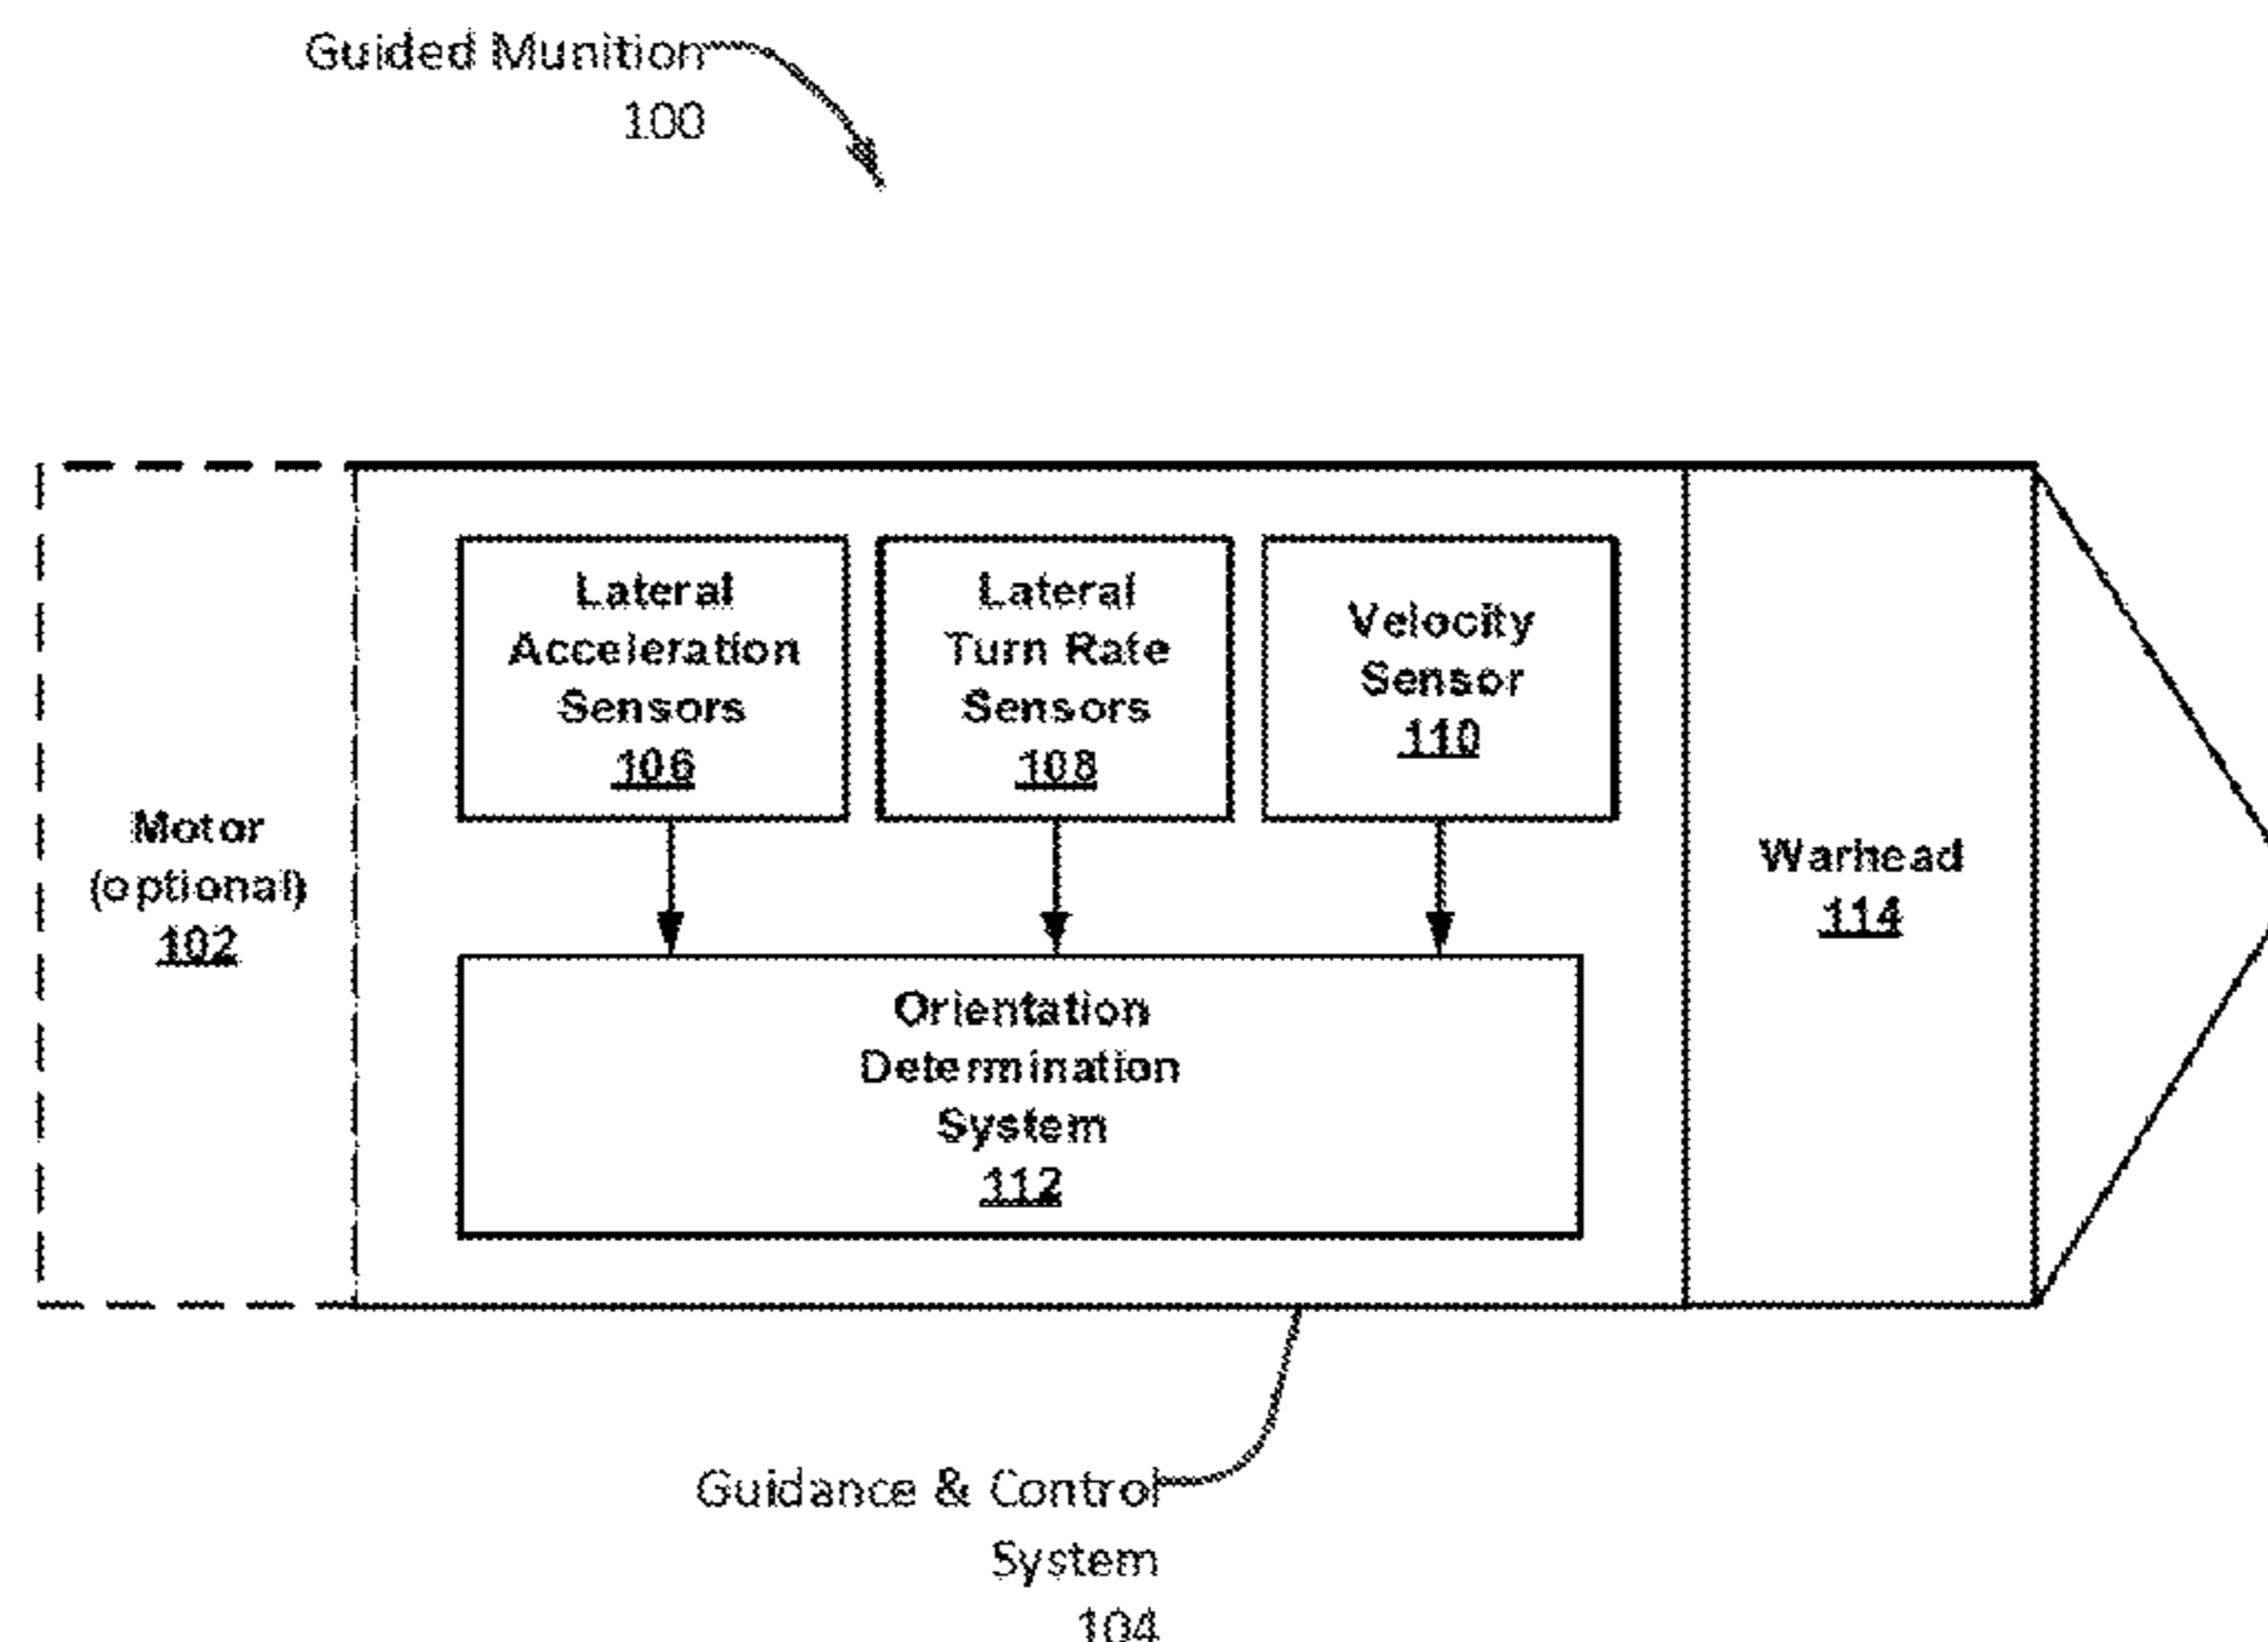 Guided Munition
100
Lateral
Acceleration
Sensors
106
Lateral
Turn Rate
Sensors
108
Velocity
Sensor
110
Motor
(optional)
102
Warhead
114
Orientation
Determination
System
112
Guidance & Control
System
104